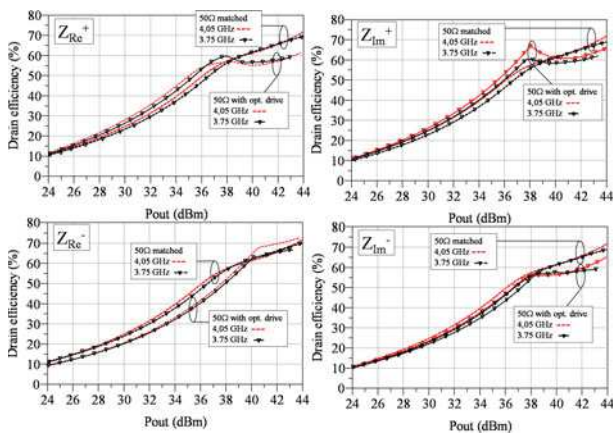 Z_Re^+
50Ω matched
4,05 GHz
3.75 GHz
50Ω with opt. drive
4,05 GHz
3.75 GHz
Drain efficiency (%)
80
70
60
50
40
30
20
10
0
24 26 28 30 32 34 36 38 40 42 44
Pout (dBm)
Z_Im^+
50Ω matched
4,05 GHz
3.75 GHz
50Ω with opt. drive
4,05 GHz
3.75 GHz
Drain efficiency (%)
80
70
60
50
40
30
20
10
0
24 26 28 30 32 34 36 38 40 42 44
Pout (dBm)
Z_Re^-
50Ω matched
4,05 GHz
3.75 GHz
50Ω with opt. drive
4,05 GHz
3.75 GHz
Drain efficiency (%)
80
70
60
50
40
30
20
10
0
24 26 28 30 32 34 36 38 40 42 44
Pout (dBm)
Z_Im^-
50Ω matched
4,05 GHz
3.75 GHz
50Ω with opt. drive
4,05 GHz
3.75 GHz
Drain efficiency (%)
80
70
60
50
40
30
20
10
0
24 26 28 30 32 34 36 38 40 42 44
Pout (dBm)